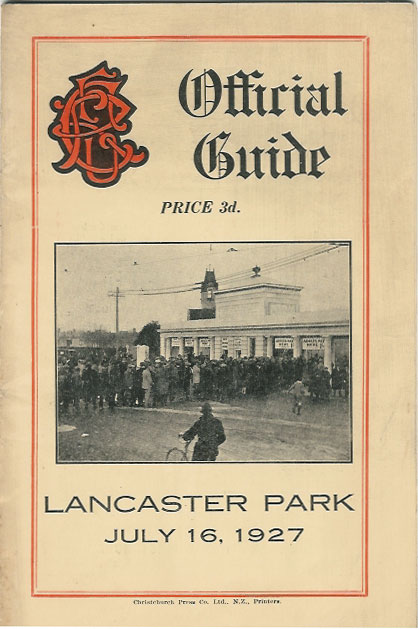 Official
Guide
PRICE 3d.
LANCASTER PARK
JULY 16, 1927
Christchurch Press Co. Ltd., N.Z., Printers.